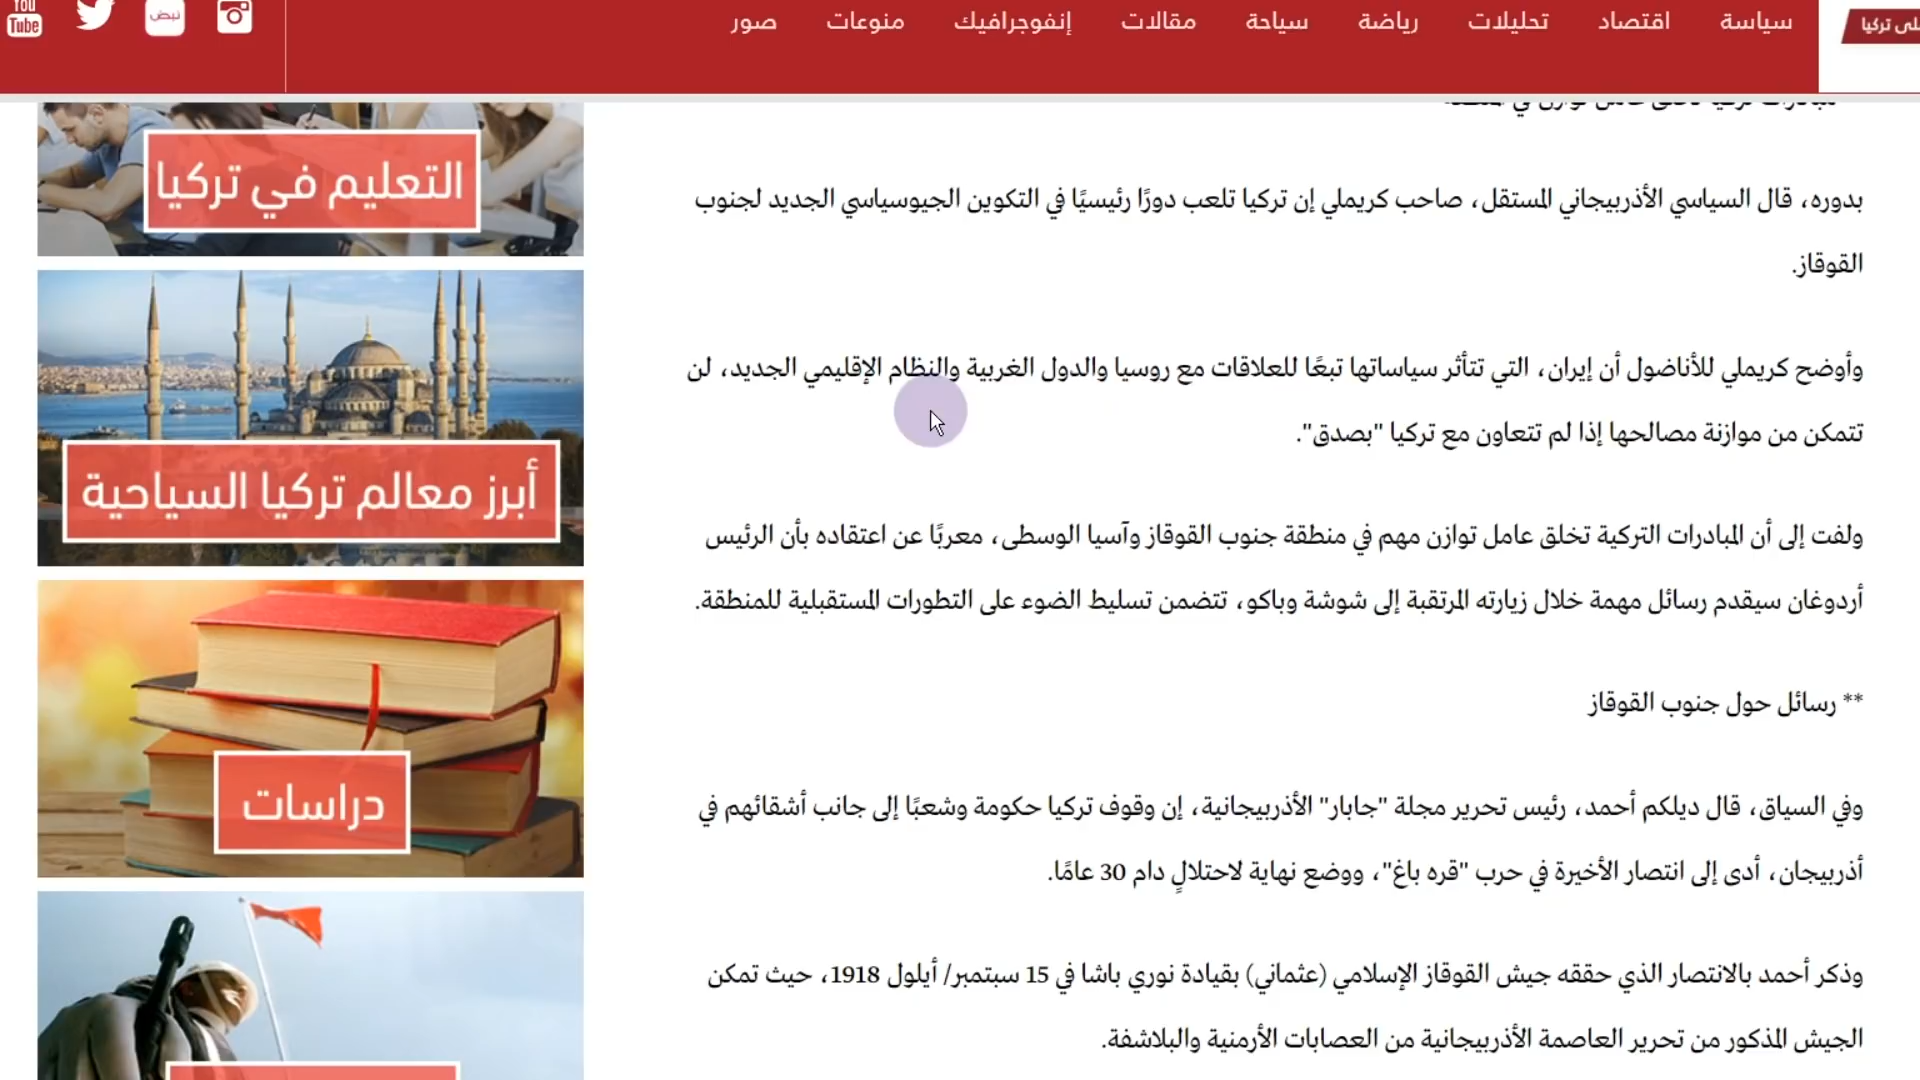 سياسة
اقتصاد
تحليلات
رياضة
سياحة
مقالات
إنفوجرافيك
منوعات
صور
نبض
You
Tube
تركيا
بدوره، قال السياسي الأذربيجاني المستقل، صاحب كريملي إن تركيا تلعب دورًا رئيسيًا في التكوين الجيوسياسي الجديد لجنوب
القوقاز.
وأوضح كريملي للأناضول أن إيران، التي تتأثر سياساتها تبعًا للعلاقات مع روسيا والدول الغربية والنظام الإقليمي الجديد، لن
تتمكن من موازنة مصالحها إذا لم تتعاون مع تركيا "بصدق".
ولفت إلى أن المبادرات التركية تخلق عامل توازن مهم في منطقة جنوب القوقاز وآسيا الوسطى، معربًا عن اعتقاده بأن الرئيس
أردوغان سيقدم رسائل مهمة خلال زيارته المرتقبة إلى شوشة وباكو، تتضمن تسليط الضوء على التطورات المستقبلية للمنطقة.
** رسائل حول جنوب القوقاز
وفي السياق، قال ديلكم أحمد، رئيس تحرير مجلة "جابار" الأذربيجانية، إن وقوف تركيا حكومة وشعبًا إلى جانب أشقائهم في
أذربيجان، أدى إلى انتصار الأخيرة في حرب "قره باغ"، ووضع نهاية لاحتلالٍ دام 30 عامًا.
وذكر أحمد بالانتصار الذي حققه جيش القوقاز الإسلامي (عثماني) بقيادة نوري باشا في 15 سبتمبر/ أيلول 1918، حيث تمكن
الجيش المذكور من تحرير العاصمة الأذربيجانية من العصابات الأرمنية والبلاشفة.
التعليم في تركيا
أبرز معالم تركيا السياحية
دراسات